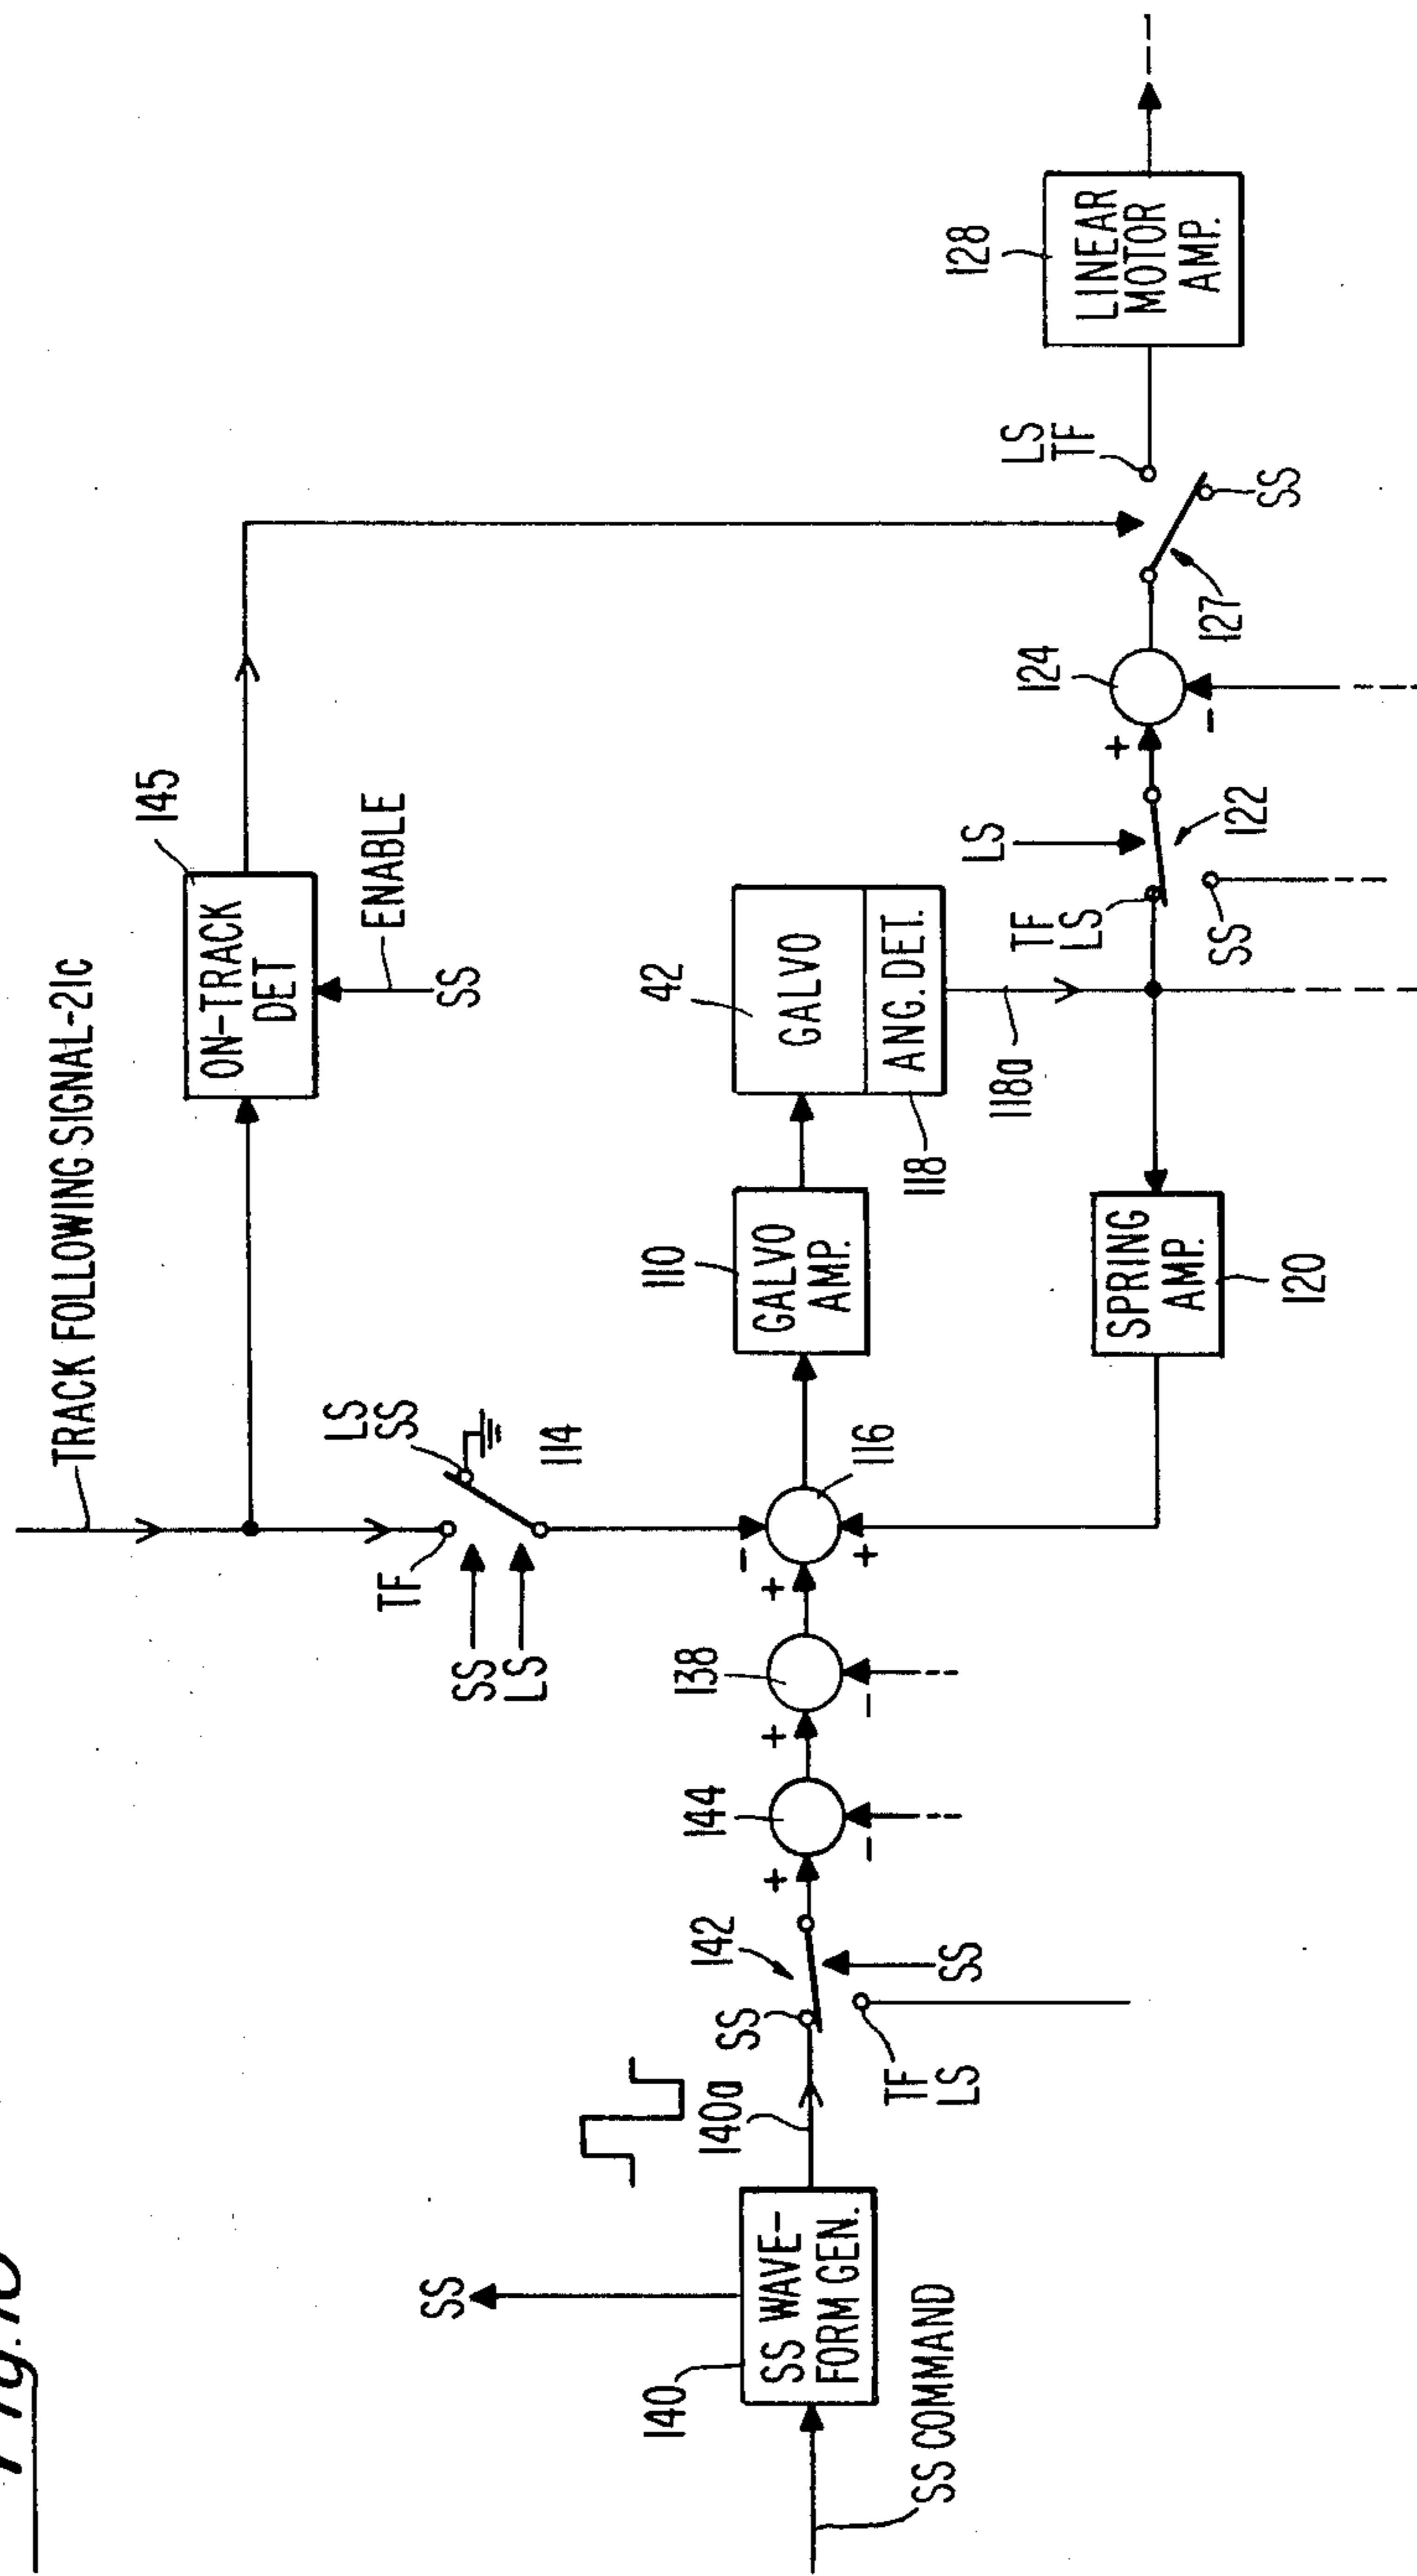 Fig. 10
TRACK FOLLOWING SIGNAL-21c
145
ON-TRACK
DET
ENABLE
SS
LS
SS
114
TF
SS
LS
SS
140
SS WAVE-
FORM GEN.
SS COMMAND
140a
SS
142
SS
TF
LS
144
+
-
138
+
-
116
-
+
+
110
GALVO
AMP.
42
GALVO
ANG. DET.
118
118a
SPRING
AMP.
120
TF
LS
LS
SS
122
124
+
-
127
LS
TF
SS
128
LINEAR
MOTOR
AMP.